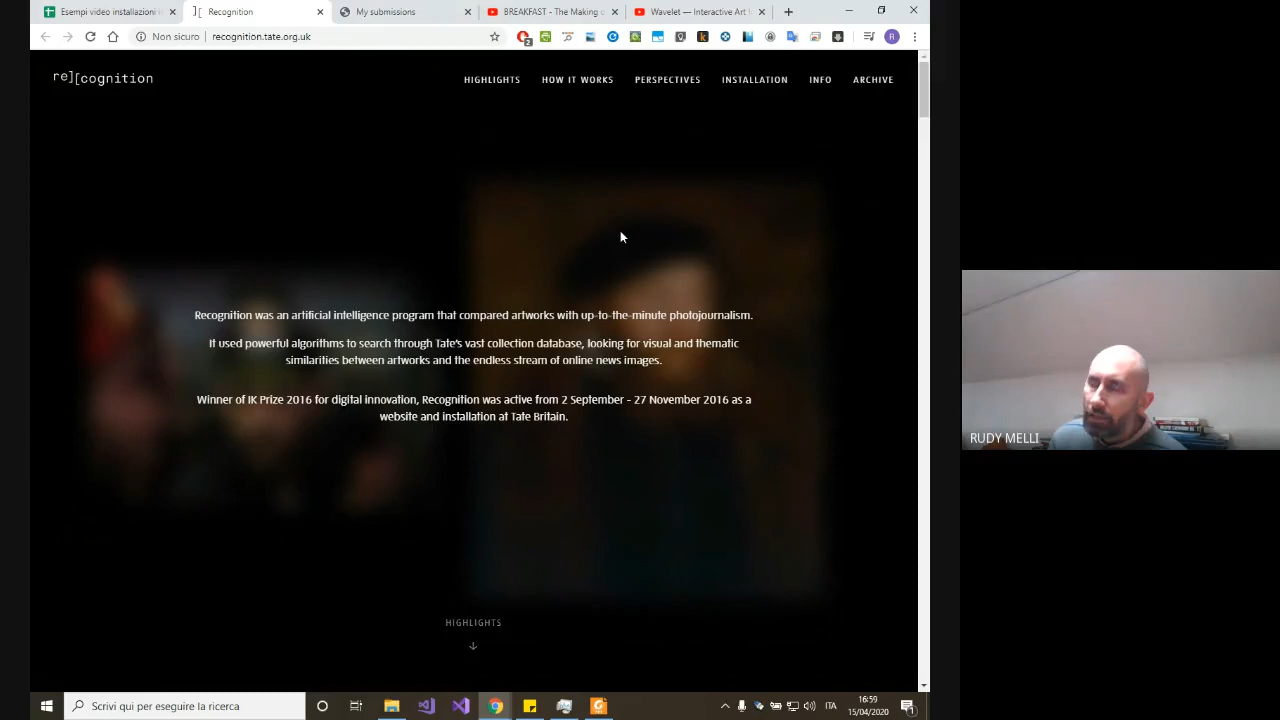 Esempi video installazioni i
Recognition
My submissions
BREAKFAST - The Making o
Wavelet — Interactive Art
Non sicuro
recognition.tate.org.uk
2
R
re][cognition
HIGHLIGHTS
HOW IT WORKS
PERSPECTIVES
INSTALLATION
INFO
ARCHIVE
Recognition was an artificial intelligence program that compared artworks with up-to-the-minute photojournalism.
It used powerful algorithms to search through Tate's vast collection database, looking for visual and thematic
similarities between artworks and the endless stream of online news images.
Winner of IK Prize 2016 for digital innovation, Recognition was active from 2 September - 27 November 2016 as a
website and installation at Tate Britain.
HIGHLIGHTS
RUDY MELLI
Scrivi qui per eseguire la ricerca
ITA
16:59
15/04/2020
1